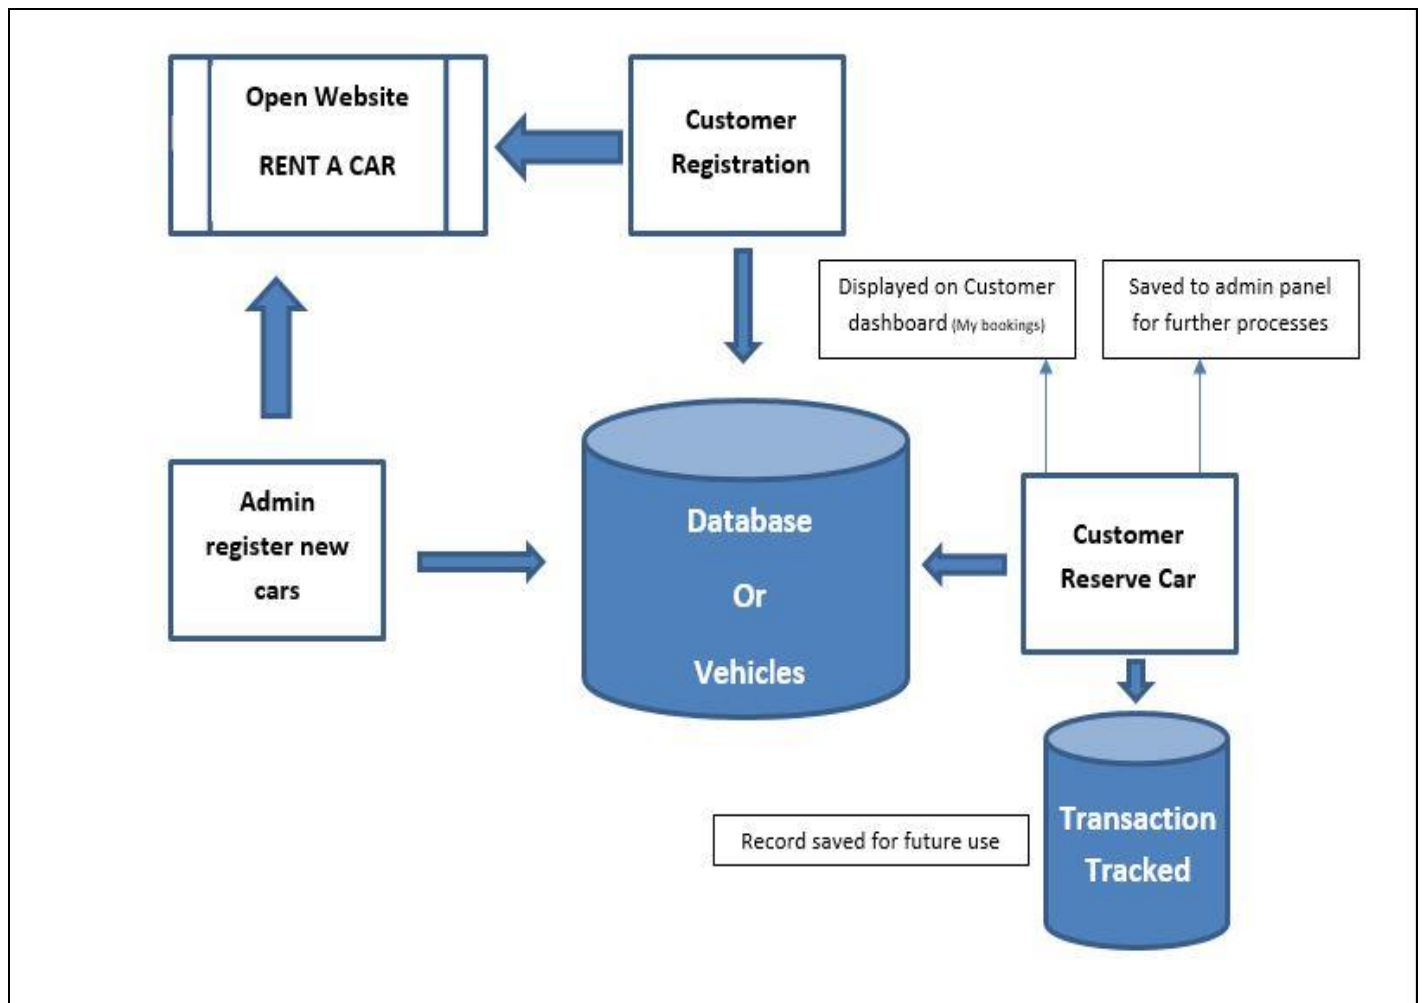 Open Website
RENT A CAR
Customer
Registration
Displayed on Customer
dashboard (My bookings)
Saved to admin panel
for further processes
Admin
register new
cars
Database
Or
Vehicles
Customer
Reserve Car
Record saved for future use
Transaction
Tracked